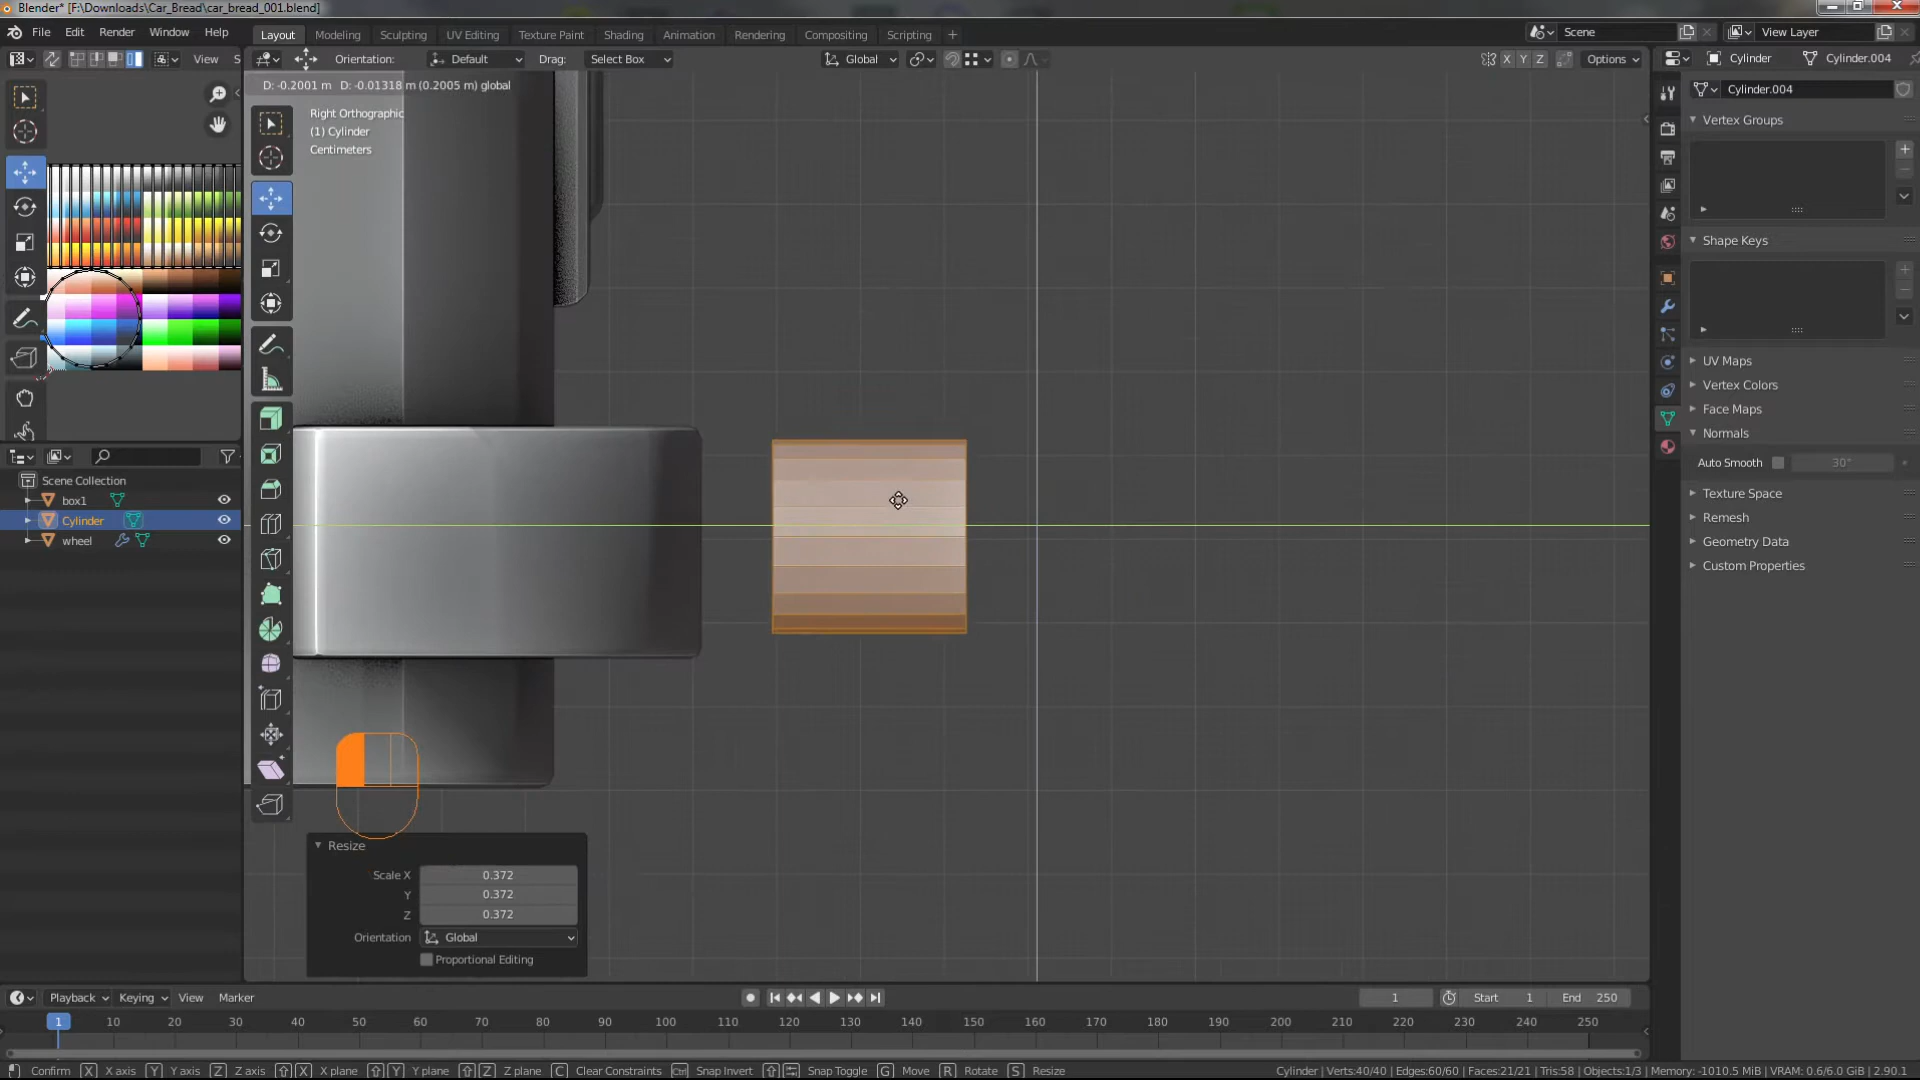 Blender* [F:\Downloads\Car_Bread\car_bread_001.blend]
File Edit Render Window Help
Layout Modeling Sculpting UV Editing Texture Paint Shading Animation Rendering Compositing Scripting +
Scene
View Layer
View S
Orientation: Default Drag: Select Box
Global
X Y Z Options
Cylinder Cylinder.004
D: -0.2001 m D: -0.01318 m (0.2005 m) global
Right Orthographic
(1) Cylinder
Centimeters
Cylinder.004
Vertex Groups
Shape Keys
UV Maps
Vertex Colors
Face Maps
Normals
Auto Smooth 30°
Texture Space
Remesh
Geometry Data
Custom Properties
Scene Collection
box1
Cylinder
wheel
Resize
Scale X 0.372
Y 0.372
Z 0.372
Orientation Global
Proportional Editing
Playback Keying View Marker
1 Start 1 End 250
1 10 20 30 40 50 60 70 80 90 100 110 120 130 140 150 160 170 180 190 200 210 220 230 240 250
Confirm X X axis Y Y axis Z Z axis X X plane Y Y plane Z Z plane C Clear Constraints Ctrl Snap Invert Snap Toggle G Move R Rotate S Resize
Cylinder | Verts:40/40 | Edges:60/60 | Faces:21/21 | Tris:58 | Objects:1/3 | Memory: -1010.5 MiB | VRAM: 0.6/6.0 GiB | 2.90.1